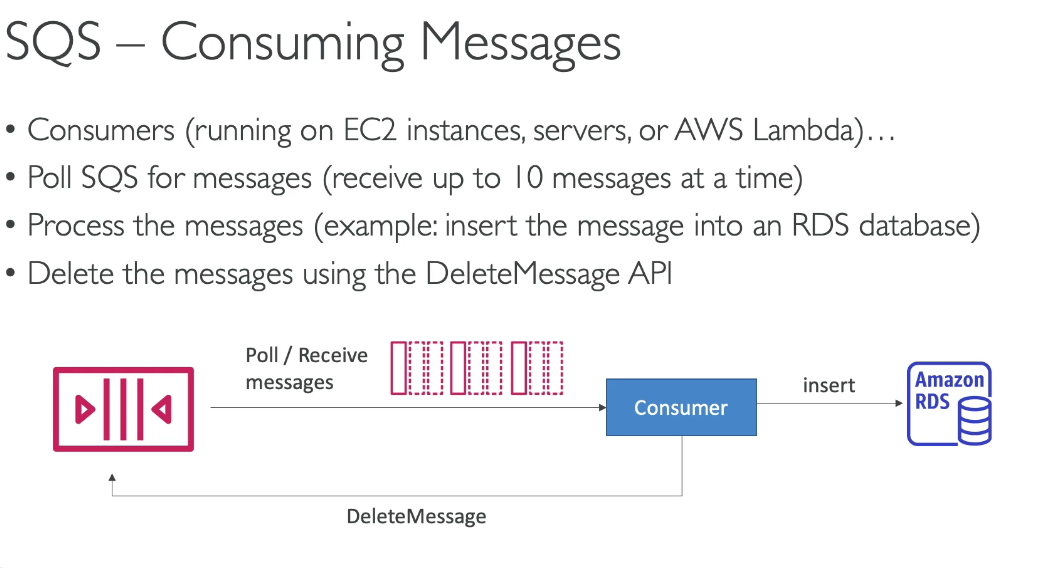 SQS – Consuming Messages
• Consumers (running on EC2 instances, servers, or AWS Lambda)…
• Poll SQS for messages (receive up to 10 messages at a time)
• Process the messages (example: insert the message into an RDS database)
• Delete the messages using the DeleteMessage API
Poll / Receive
messages
Consumer
insert
Amazon
RDS
DeleteMessage